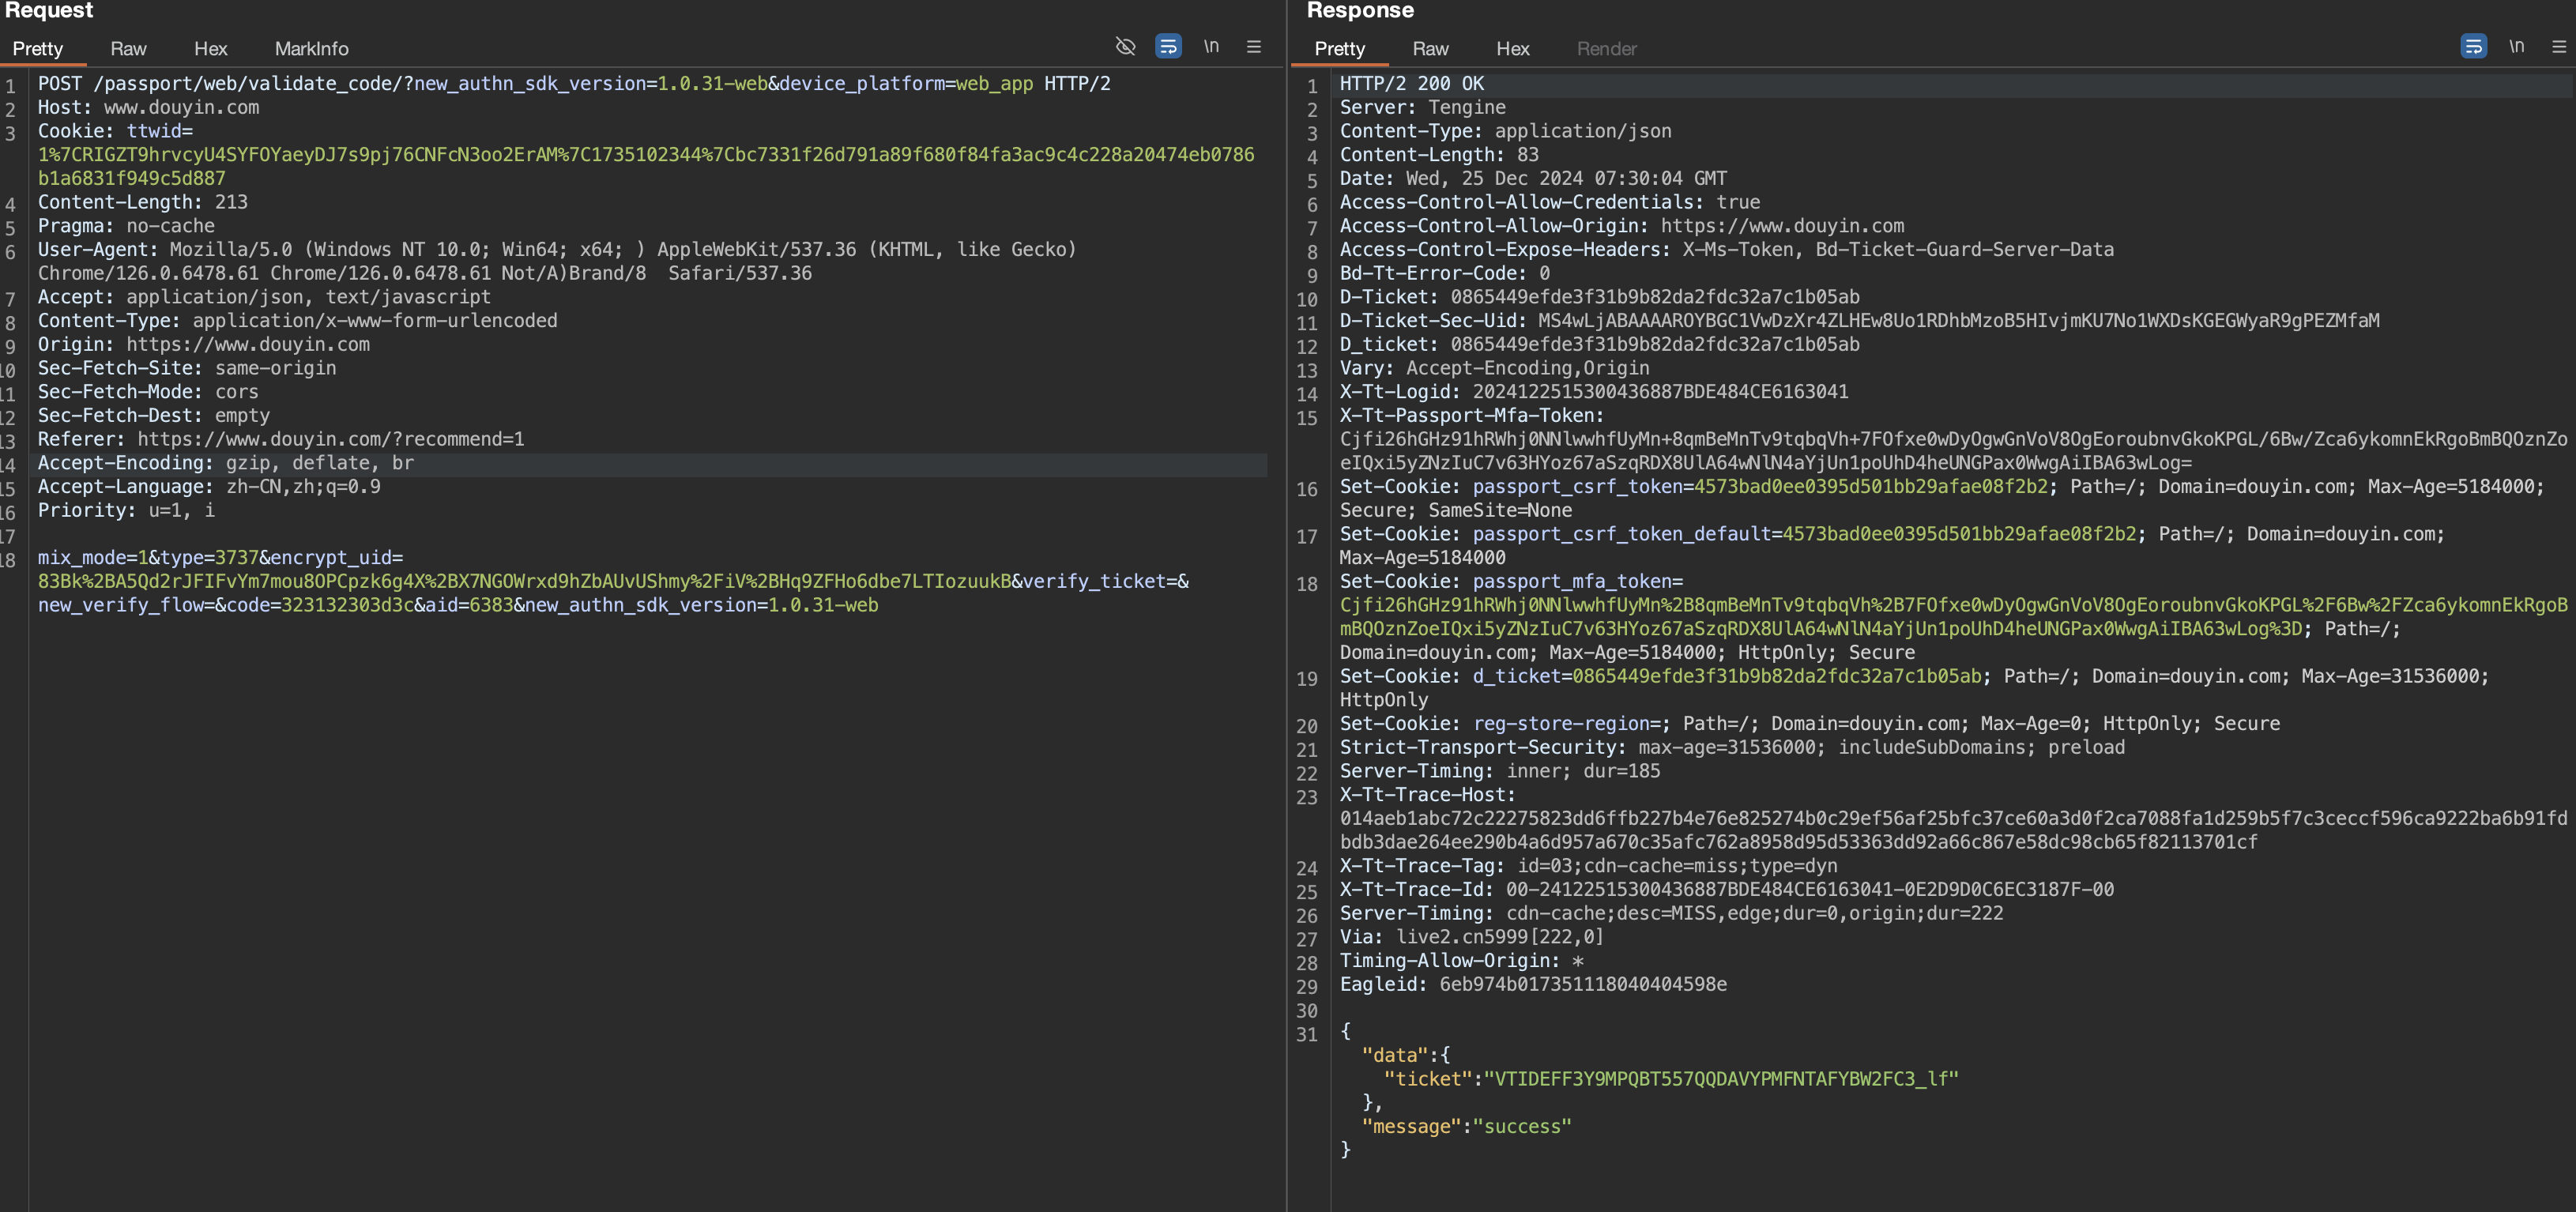 Request
Pretty Raw Hex MarkInfo \n
1 POST /passport/web/validate_code/?new_authn_sdk_version=1.0.31-web&device_platform=web_app HTTP/2
2 Host: www.douyin.com
3 Cookie: ttwid=
1%7CRIGZT9hrvcyU4SYFOYaeyDJ7s9pj76CNFcN3oo2ErAM%7C1735102344%7Cbc7331f26d791a89f680f84fa3ac9c4c228a20474eb0786
b1a6831f949c5d887
4 Content-Length: 213
5 Pragma: no-cache
6 User-Agent: Mozilla/5.0 (Windows NT 10.0; Win64; x64; ) AppleWebKit/537.36 (KHTML, like Gecko)
Chrome/126.0.6478.61 Chrome/126.0.6478.61 Not/A)Brand/8  Safari/537.36
7 Accept: application/json, text/javascript
8 Content-Type: application/x-www-form-urlencoded
9 Origin: https://www.douyin.com
10 Sec-Fetch-Site: same-origin
11 Sec-Fetch-Mode: cors
12 Sec-Fetch-Dest: empty
13 Referer: https://www.douyin.com/?recommend=1
14 Accept-Encoding: gzip, deflate, br
15 Accept-Language: zh-CN,zh;q=0.9
16 Priority: u=1, i
17
18 mix_mode=1&type=3737&encrypt_uid=
83Bk%2BA5Qd2rJFIFvYm7mou8OPCpzk6g4X%2BX7NGOWrxd9hZbAUvUShmy%2FiV%2BHq9ZFHo6dbe7LTIozuukB&verify_ticket=&
new_verify_flow=&code=323132303d3c&aid=6383&new_authn_sdk_version=1.0.31-web
Response
Pretty Raw Hex Render \n
1 HTTP/2 200 OK
2 Server: Tengine
3 Content-Type: application/json
4 Content-Length: 83
5 Date: Wed, 25 Dec 2024 07:30:04 GMT
6 Access-Control-Allow-Credentials: true
7 Access-Control-Allow-Origin: https://www.douyin.com
8 Access-Control-Expose-Headers: X-Ms-Token, Bd-Ticket-Guard-Server-Data
9 Bd-Tt-Error-Code: 0
10 D-Ticket: 0865449efde3f31b9b82da2fdc32a7c1b05ab
11 D-Ticket-Sec-Uid: MS4wLjABAAAAROYBGC1VwDzXr4ZLHEw8Uo1RDhbMzoB5HIvjmKU7No1WXDsKGEGWyaR9gPEZMfaM
12 D_ticket: 0865449efde3f31b9b82da2fdc32a7c1b05ab
13 Vary: Accept-Encoding,Origin
14 X-Tt-Logid: 2024122515300436887BDE484CE6163041
15 X-Tt-Passport-Mfa-Token:
Cjfi26hGHz91hRWhj0NNlwwhfUyMn+8qmBeMnTv9tqbqVh+7FOfxe0wDyOgwGnVoV8OgEoroubnvGkoKPGL/6Bw/Zca6ykomnEkRgoBmBQOznZo
eIQxi5yZNzIuC7v63HYoz67aSzqRDX8UlA64wNlN4aYjUn1poUhD4heUNGPax0WwgAiIBA63wLog=
16 Set-Cookie: passport_csrf_token=4573bad0ee0395d501bb29afae08f2b2; Path=/; Domain=douyin.com; Max-Age=5184000;
Secure; SameSite=None
17 Set-Cookie: passport_csrf_token_default=4573bad0ee0395d501bb29afae08f2b2; Path=/; Domain=douyin.com;
Max-Age=5184000
18 Set-Cookie: passport_mfa_token=
Cjfi26hGHz91hRWhj0NNlwwhfUyMn%2B8qmBeMnTv9tqbqVh%2B7FOfxe0wDyOgwGnVoV8OgEoroubnvGkoKPGL%2F6Bw%2FZca6ykomnEkRgoB
mBQOznZoeIQxi5yZNzIuC7v63HYoz67aSzqRDX8UlA64wNlN4aYjUn1poUhD4heUNGPax0WwgAiIBA63wLog%3D; Path=/;
Domain=douyin.com; Max-Age=5184000; HttpOnly; Secure
19 Set-Cookie: d_ticket=0865449efde3f31b9b82da2fdc32a7c1b05ab; Path=/; Domain=douyin.com; Max-Age=31536000;
HttpOnly
20 Set-Cookie: reg-store-region=; Path=/; Domain=douyin.com; Max-Age=0; HttpOnly; Secure
21 Strict-Transport-Security: max-age=31536000; includeSubDomains; preload
22 Server-Timing: inner; dur=185
23 X-Tt-Trace-Host:
014aeb1abc72c22275823dd6ffb227b4e76e825274b0c29ef56af25bfc37ce60a3d0f2ca7088fa1d259b5f7c3ceccf596ca9222ba6b91fd
bdb3dae264ee290b4a6d957a670c35afc762a8958d95d53363dd92a66c867e58dc98cb65f82113701cf
24 X-Tt-Trace-Tag: id=03;cdn-cache=miss;type=dyn
25 X-Tt-Trace-Id: 00-24122515300436887BDE484CE6163041-0E2D9D0C6EC3187F-00
26 Server-Timing: cdn-cache;desc=MISS,edge;dur=0,origin;dur=222
27 Via: live2.cn5999[222,0]
28 Timing-Allow-Origin: *
29 Eagleid: 6eb974b017351118040404598e
30
31 {
"data":{
"ticket":"VTIDEFF3Y9MPQBT557QQDAVYPMFNTAFYBW2FC3_lf"
},
"message":"success"
}